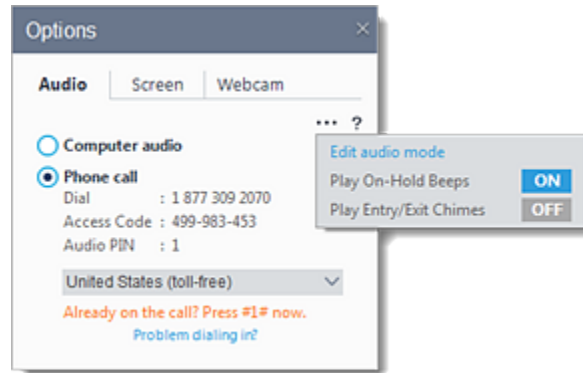 Options
Audio
Screen
Webcam
... ?
Computer audio
Phone call
Dial : 1 877 309 2070
Access Code : 499-983-453
Audio PIN : 1
United States (toll-free)
Already on the call? Press #1# now.
Problem dialing in?
Edit audio mode
Play On-Hold Beeps ON
Play Entry/Exit Chimes OFF